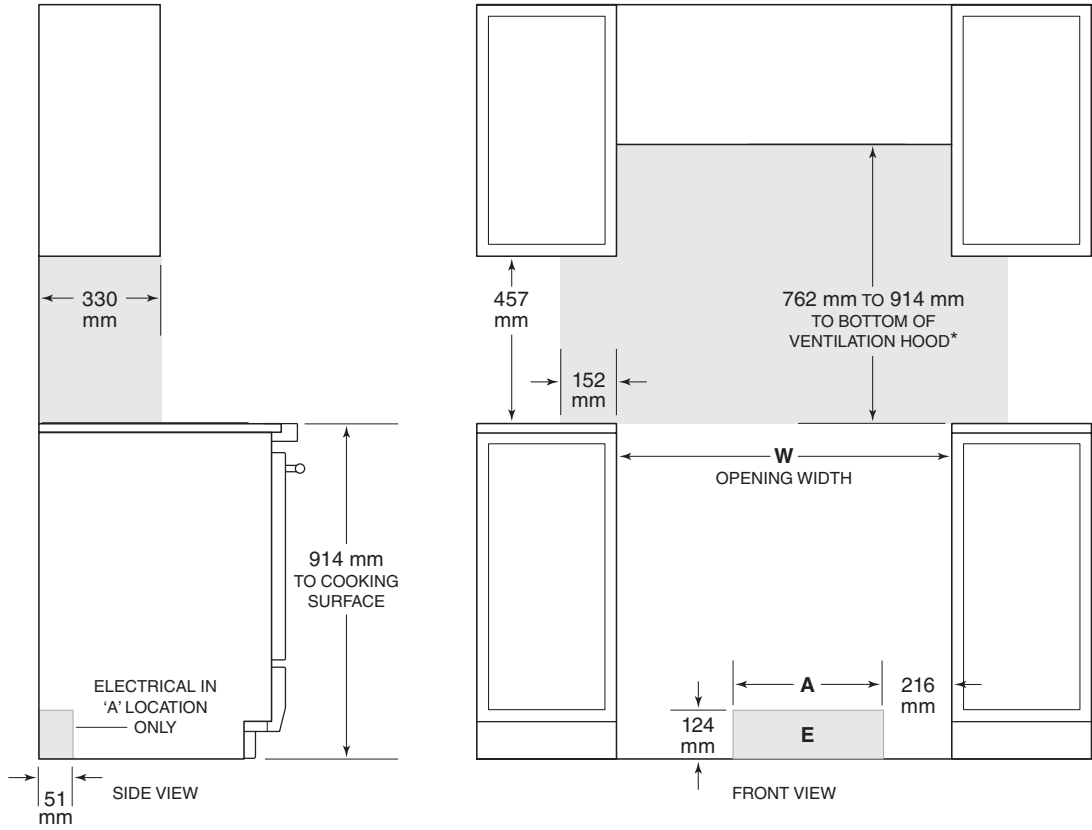 330
mm
914 mm
TO COOKING
SURFACE
ELECTRICAL IN
‘A’ LOCATION
ONLY
51
mm
SIDE VIEW
457
mm
762 mm TO 914 mm
TO BOTTOM OF
VENTILATION HOOD*
152
mm
W
OPENING WIDTH
A
216
mm
124
mm
E
FRONT VIEW